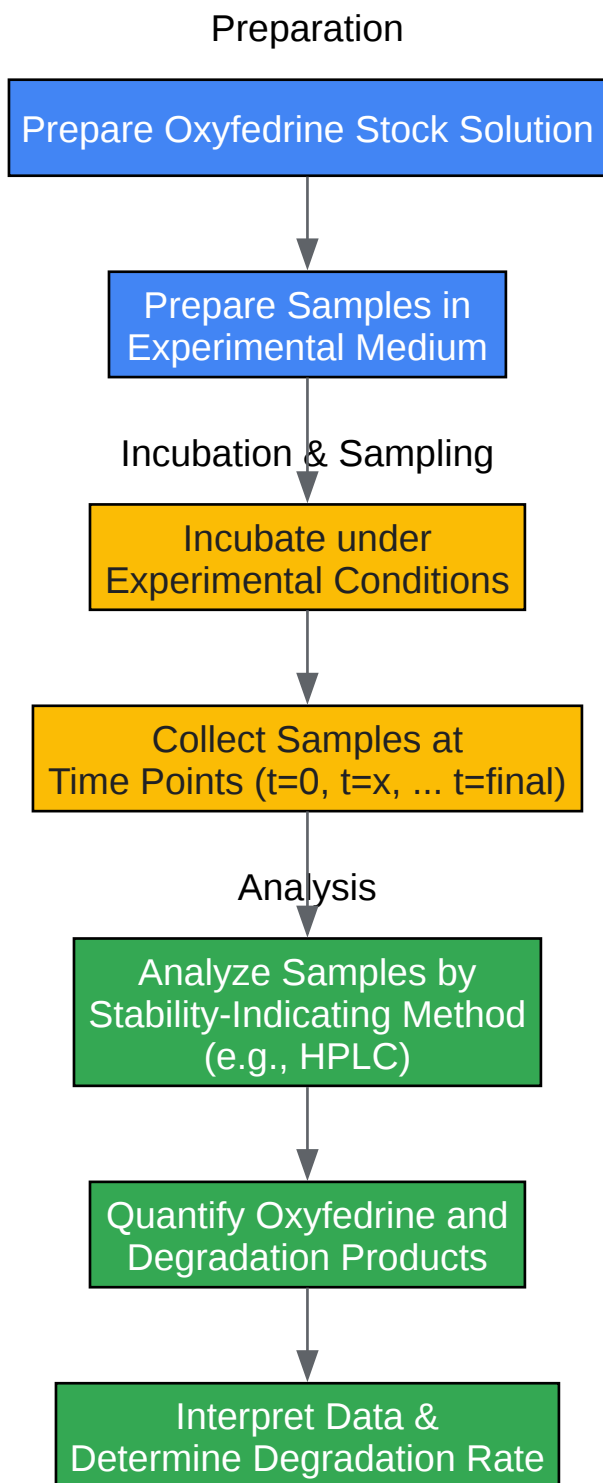 Preparation
Prepare Oxyfedrine Stock Solution
Prepare Samples in
Experimental Medium
Incubation & Sampling
Incubate under
Experimental Conditions
Collect Samples at
Time Points (t=0, t=x, ... t=final)
Analysis
Analyze Samples by
Stability-Indicating Method
(e.g., HPLC)
Quantify Oxyfedrine and
Degradation Products
Interpret Data &
Determine Degradation Rate